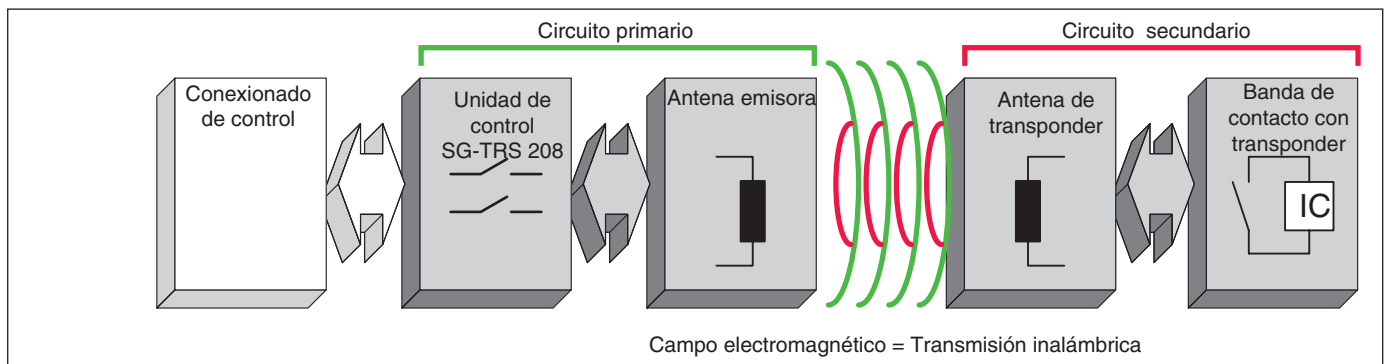 Circuito primario
Circuito secundario
Conexionado
de control
Unidad de
control
SG-TRS 208
Antena emisora
Antena de
transponder
Banda de
contacto con
transponder
IC
Campo electromagnético = Transmisión inalámbrica